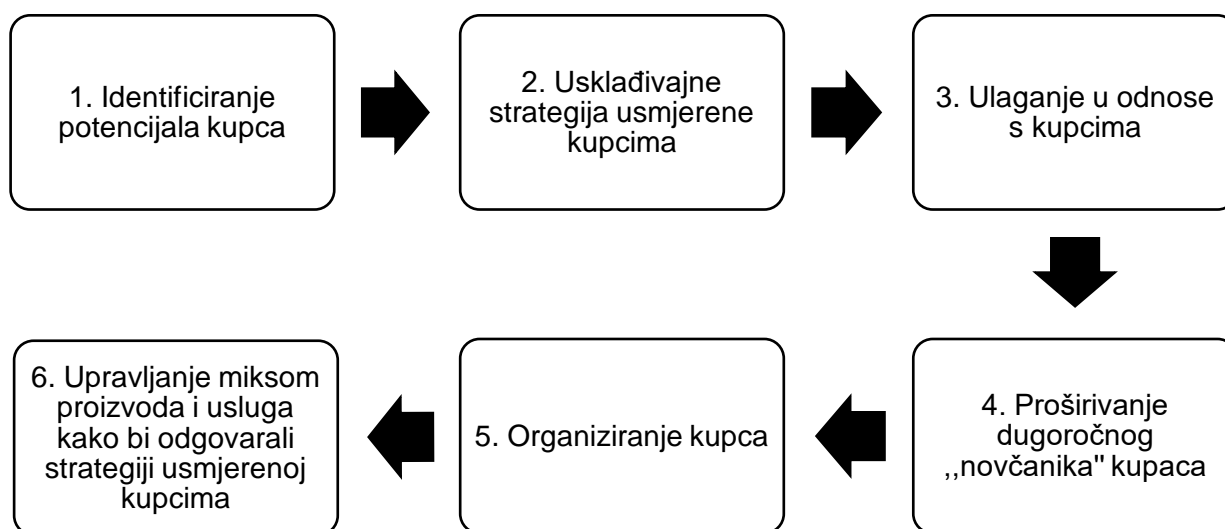 1. Identificiranje
potencijala kupca
2. Usklađivajne
strategija usmjerene
kupcima
3. Ulaganje u odnose
s kupcima
4. Proširivanje
dugoročnog
,,novčanika" kupaca
5. Organiziranje kupca
6. Upravljanje miksom
proizvoda i usluga
kako bi odgovarali
strategiji usmjerenoj
kupcima